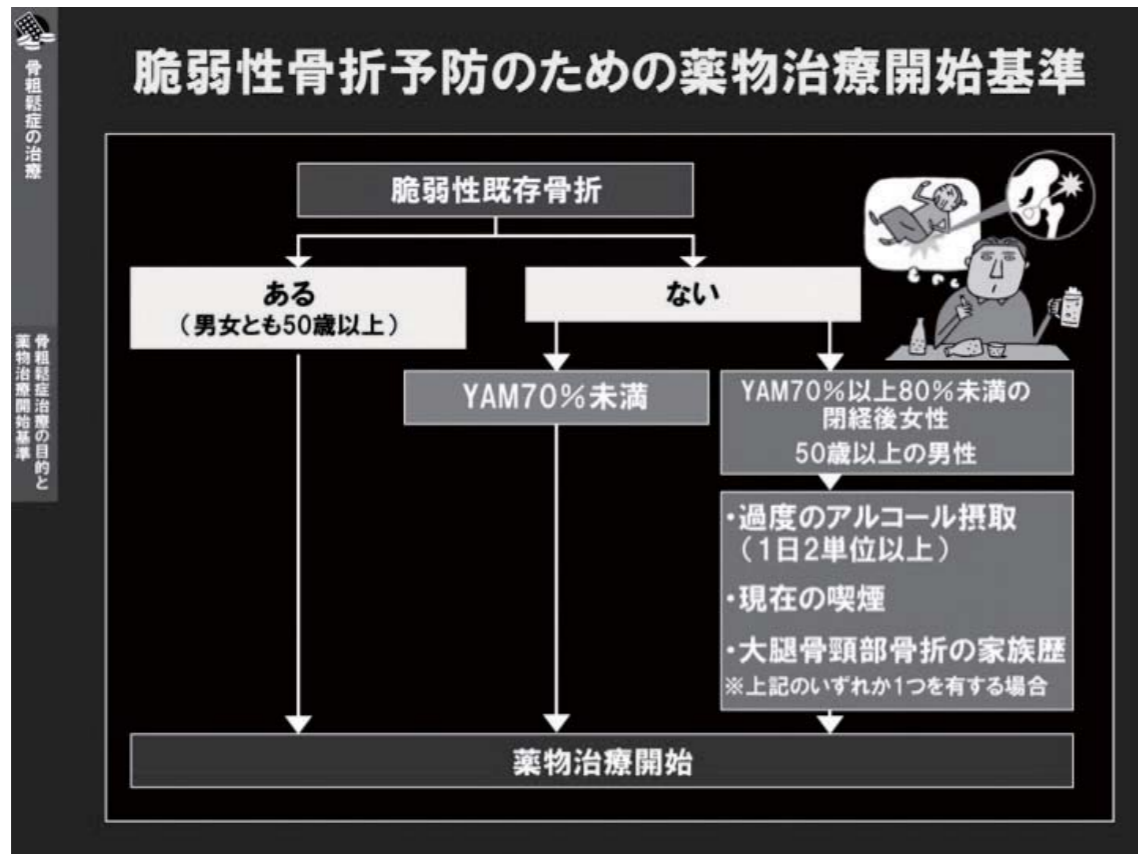 脆弱性骨折予防のための薬物治療開始基準
骨粗鬆症の治療
骨粗鬆症治療の目的と
薬物治療開始基準
脆弱性既存骨折
ある
（男女とも50歳以上）
ない
YAM70％未満
YAM70％以上80％未満の
閉経後女性
50歳以上の男性
・過度のアルコール摂取
（1日2単位以上）
・現在の喫煙
・大腿骨頸部骨折の家族歴
※上記のいずれか1つを有する場合
薬物治療開始